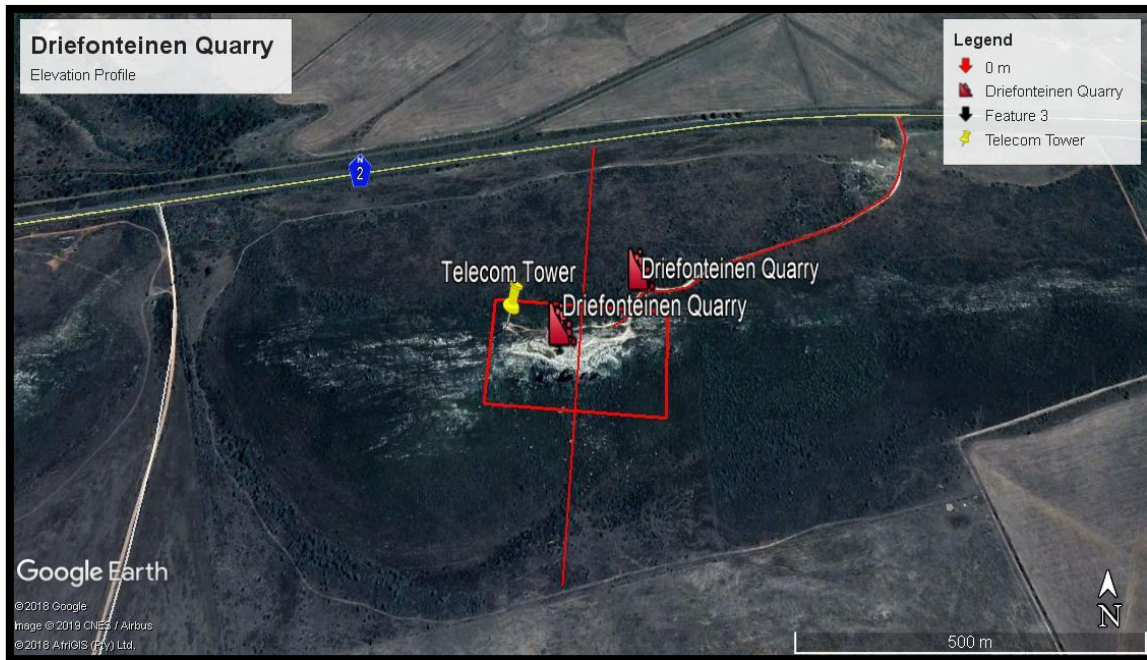 Driefonteinen Quarry
Elevation Profile
Legend
0 m
Driefonteinen Quarry
Feature 3
Telecom Tower
N
2
Telecom Tower
Driefonteinen Quarry
Driefonteinen Quarry
Google Earth
©2018 Google
Image © 2019 CNES / Airbus
©2018 AfriGIS (Pty) Ltd.
N
500 m